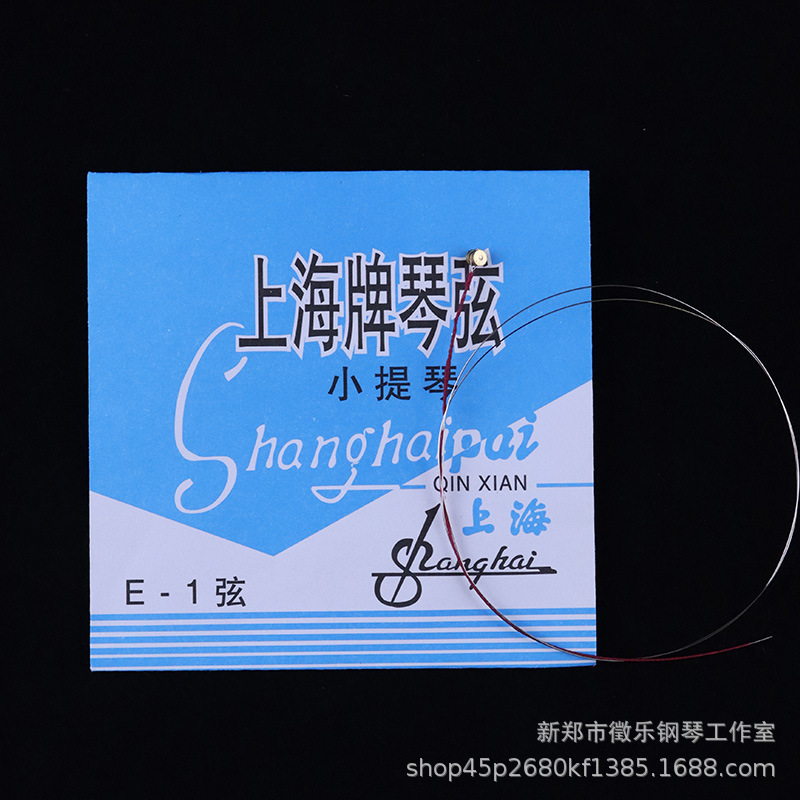 上海牌琴弦
小提琴
Shanghaipai
QIN XIAN
上海
Shanghai
E - 1弦
新郑市徵乐钢琴工作室
shop45p2680kf1385.1688.com